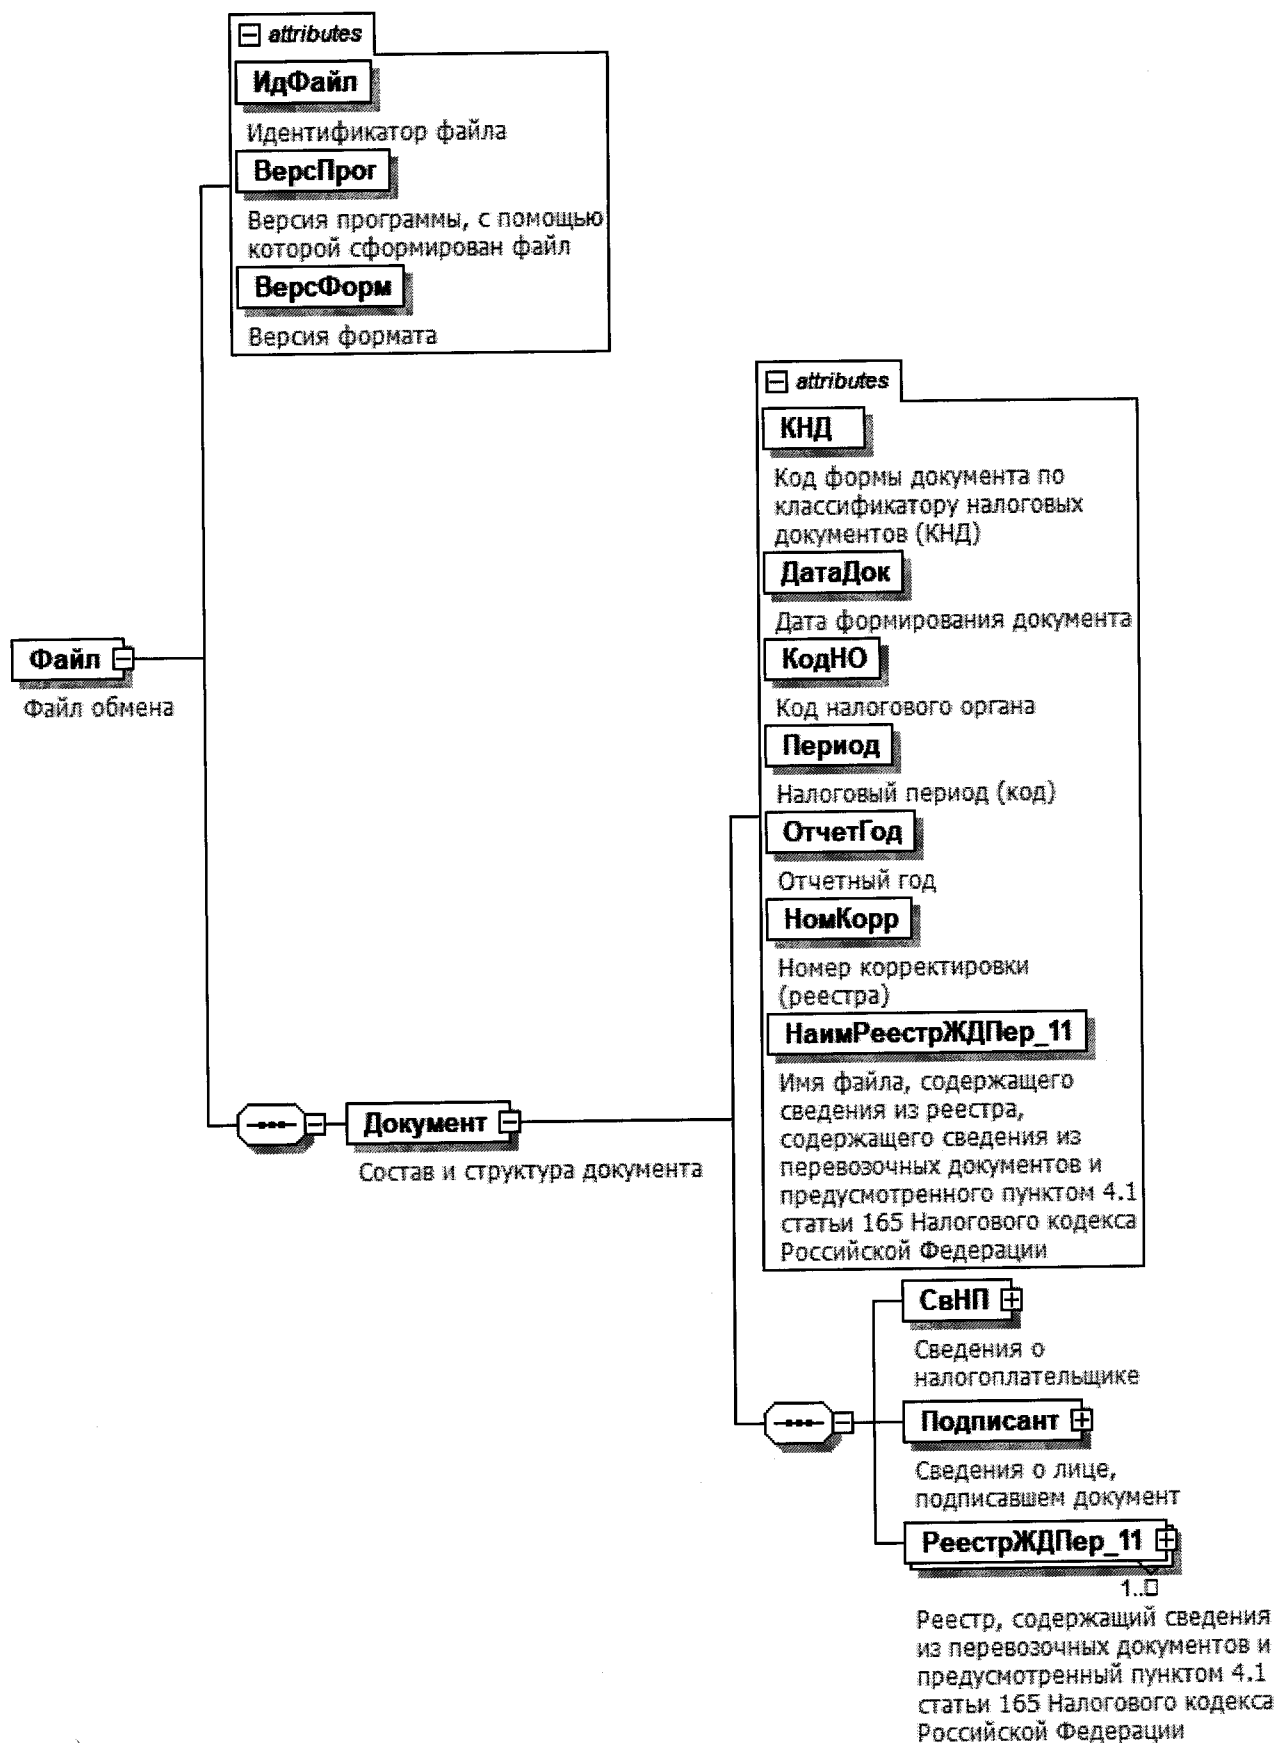 attributes
ИдФайл
Идентификатор файла
ВерсПрог
Версия программы, с помощью
которой сформирован файл
ВерсФорм
Версия формата
Файл
Файл обмена
attributes
КНД
Код формы документа по
классификатору налоговых
документов (КНД)
ДатаДок
Дата формирования документа
КодНО
Код налогового органа
Период
Налоговый период (код)
ОтчетГод
Отчетный год
НомКорр
Номер корректировки
(реестра)
НаимРеестрЖДПер_11
Имя файла, содержащего
сведения из реестра,
содержащего сведения из
перевозочных документов и
предусмотренного пунктом 4.1
статьи 165 Налогового кодекса
Российской Федерации
Документ
Состав и структура документа
СвНП
Сведения о
налогоплательщике
Подписант
Сведения о лице,
подписавшем документ
РеестрЖДПер_11
1..□
Реестр, содержащий сведения
из перевозочных документов и
предусмотренный пунктом 4.1
статьи 165 Налогового кодекса
Российской Федерации